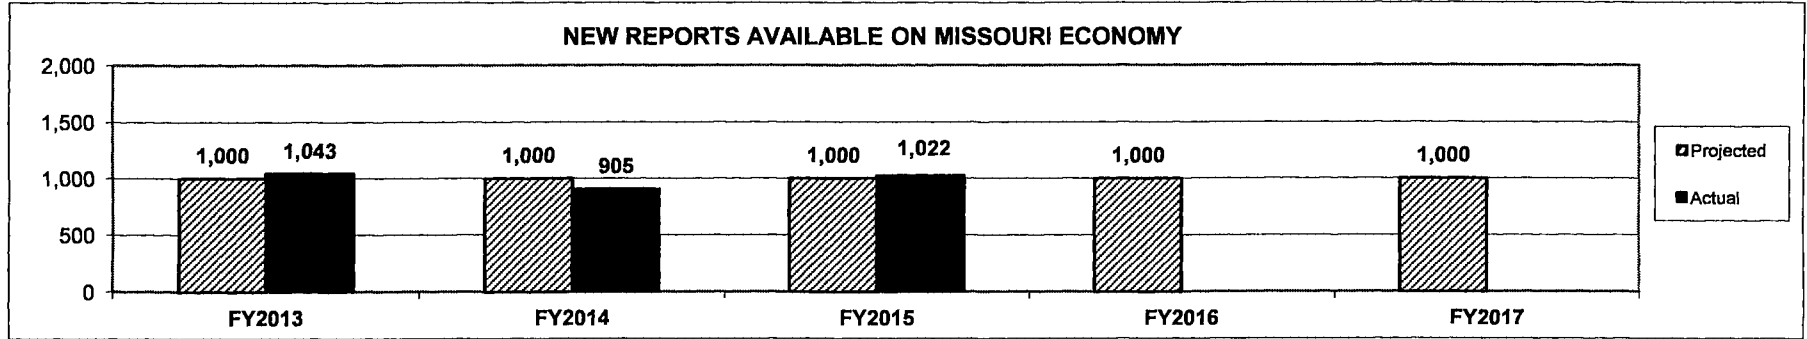 NEW REPORTS AVAILABLE ON MISSOURI ECONOMY
2,000
1,500
1,000
500
0
1,000 1,043
1,000 905
1,000 1,022
1,000
1,000
FY2013 FY2014 FY2015 FY2016 FY2017
Projected
Actual